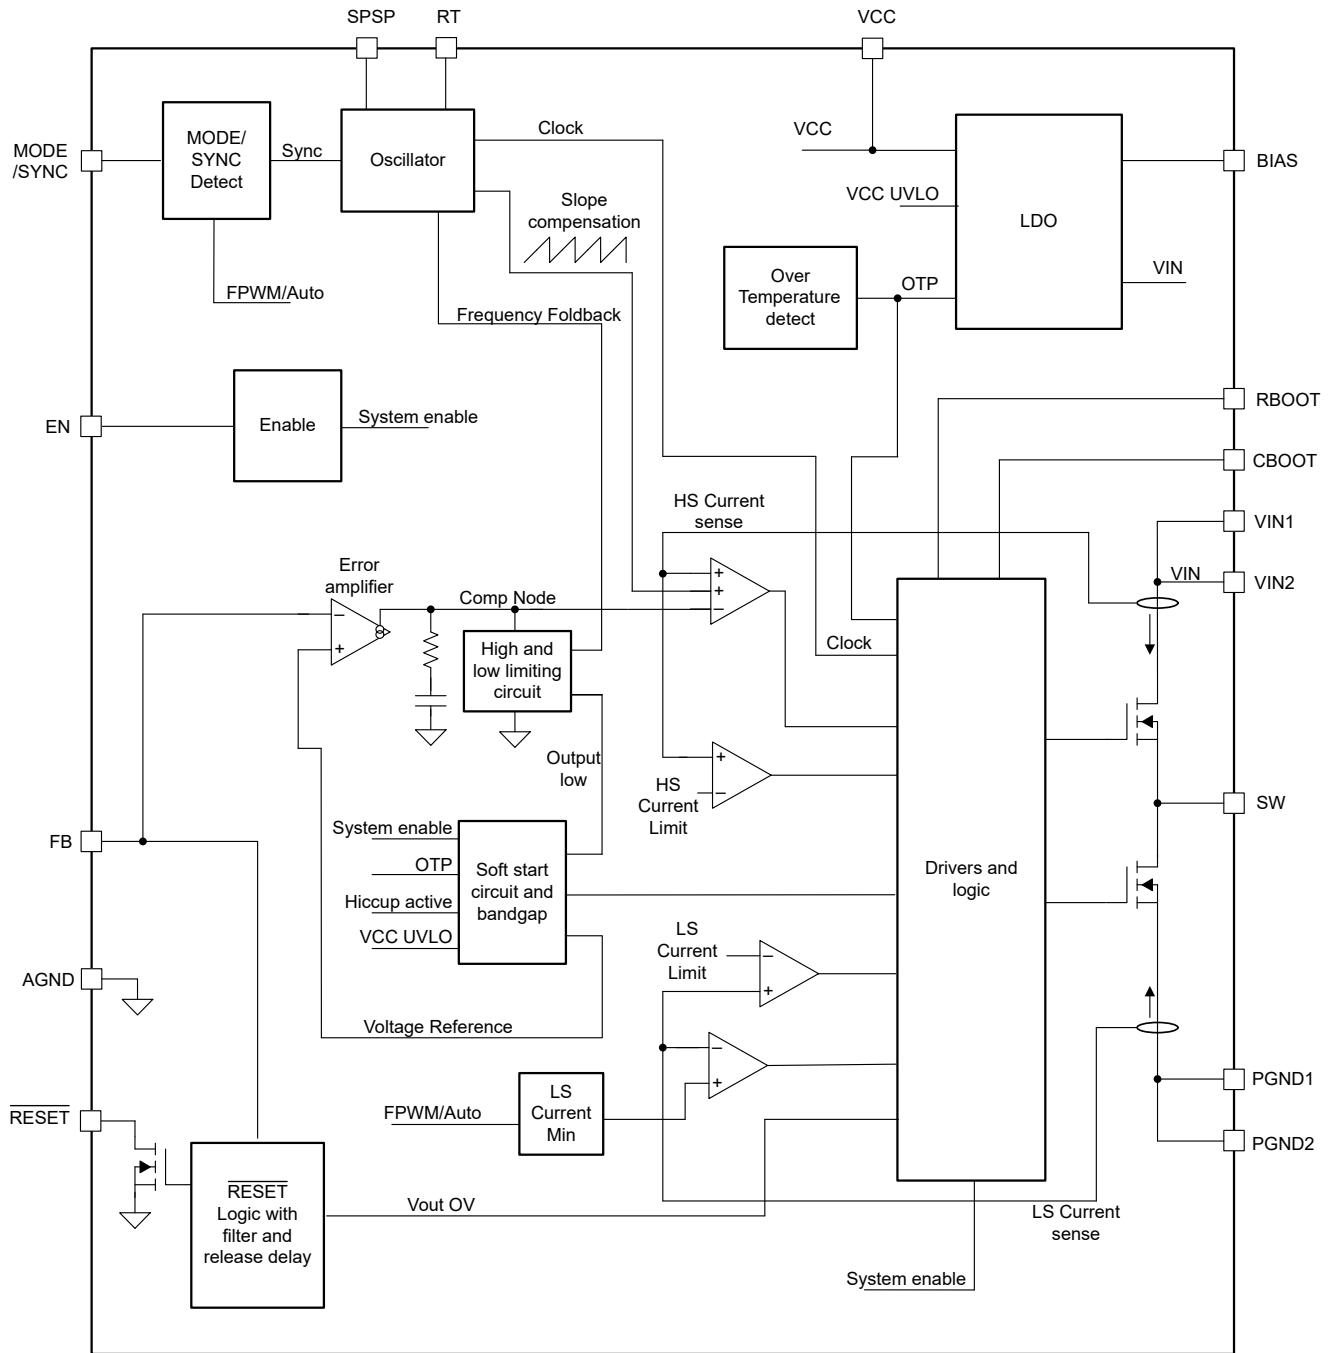 SPSP
RT
VCC
MODE
/SYNC
MODE/
SYNC
Detect
Sync
Oscillator
Clock
VCC
BIAS
Slope
compensation
VCC UVLO
LDO
FPWM/Auto
Over
Temperature
detect
OTP
VIN
Frequency Foldback
EN
Enable
System enable
RBOOT
CBOOT
HS Current
sense
VIN1
VIN
VIN2
Error
amplifier
Comp Node
+
+
−
−
+
High and
low limiting
circuit
Clock
Output
low
+
−
HS
Current
Limit
SW
FB
System enable
OTP
Hiccup active
VCC UVLO
Soft start
circuit and
bandgap
Drivers and
logic
LS
Current
Limit
−
+
AGND
Voltage Reference
−
+
PGND1
RESET
FPWM/Auto
LS
Current
Min
PGND2
RESET
Logic with
filter and
release delay
Vout OV
LS Current
sense
System enable